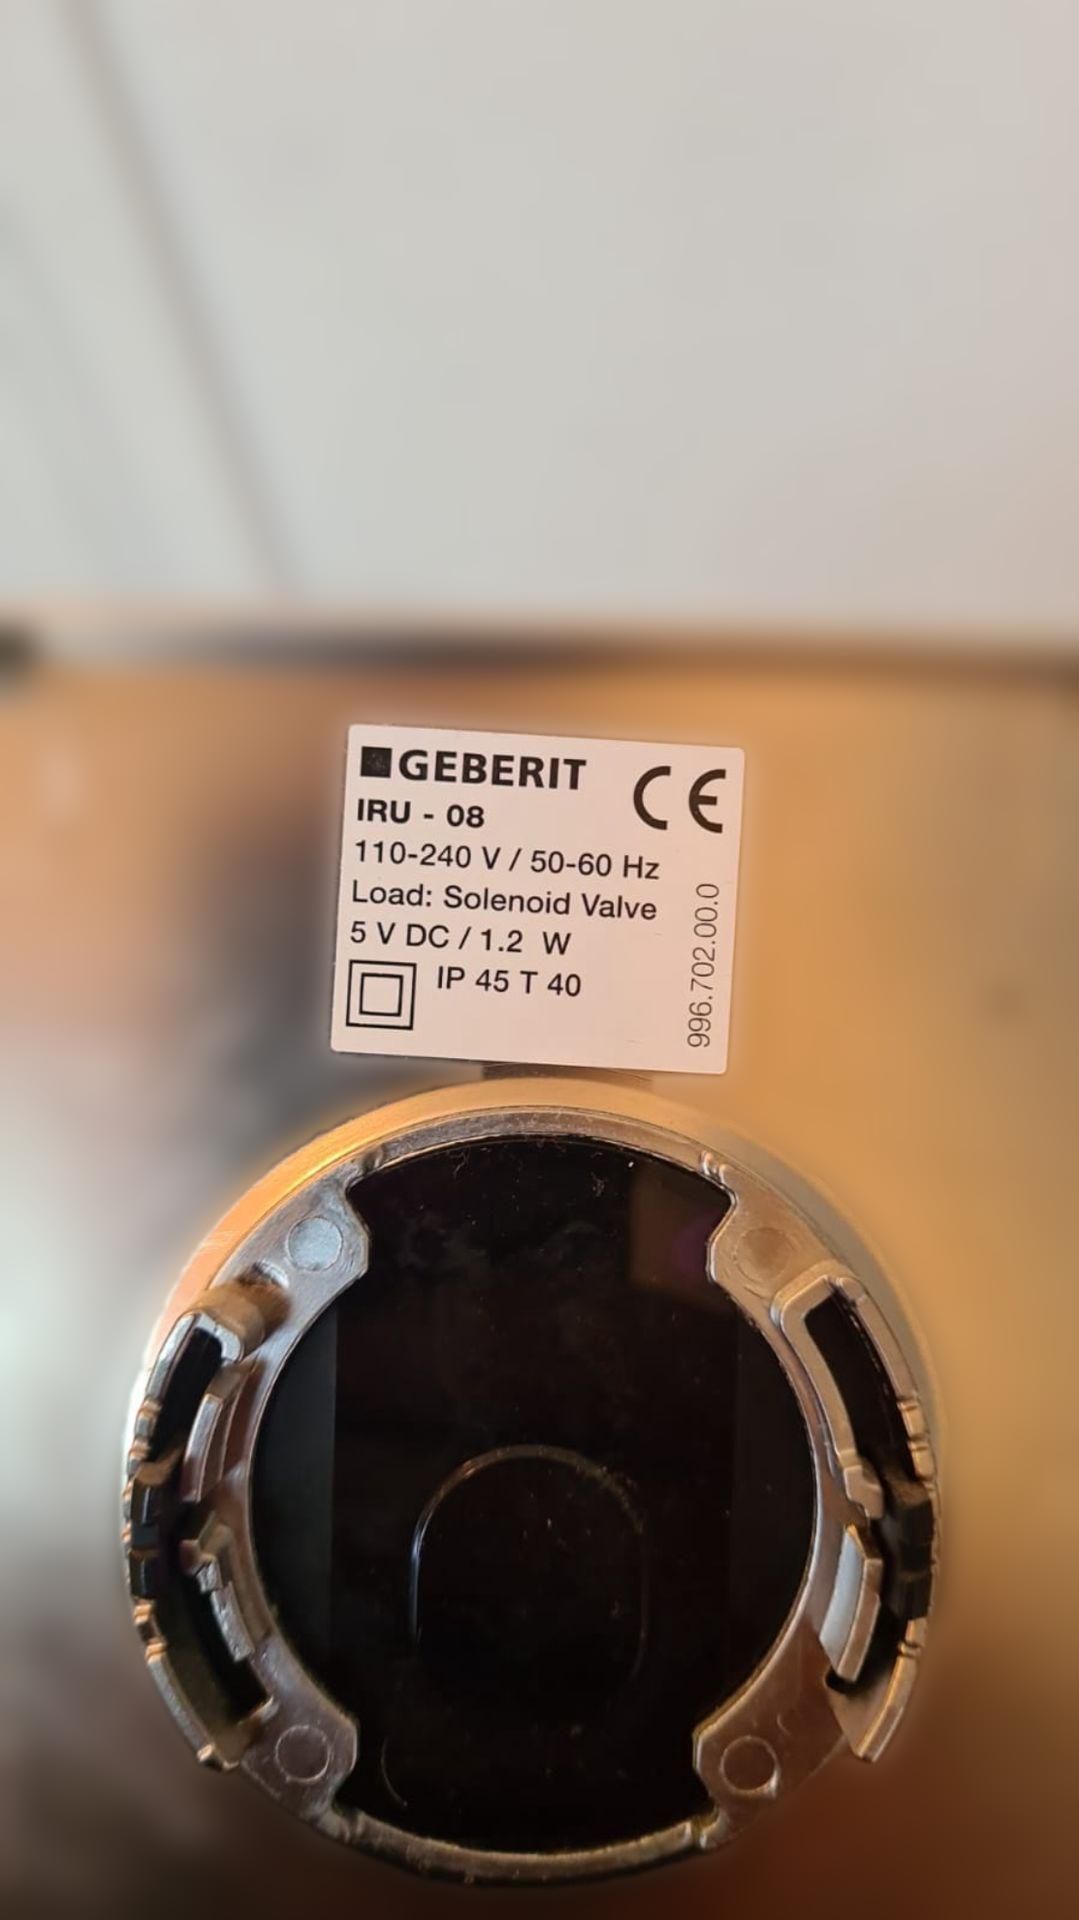 GEBERIT
CE
IRU - 08
110-240 V / 50-60 Hz
Load: Solenoid Valve
5 V DC / 1.2 W
IP 45 T 40
996.702.00.0